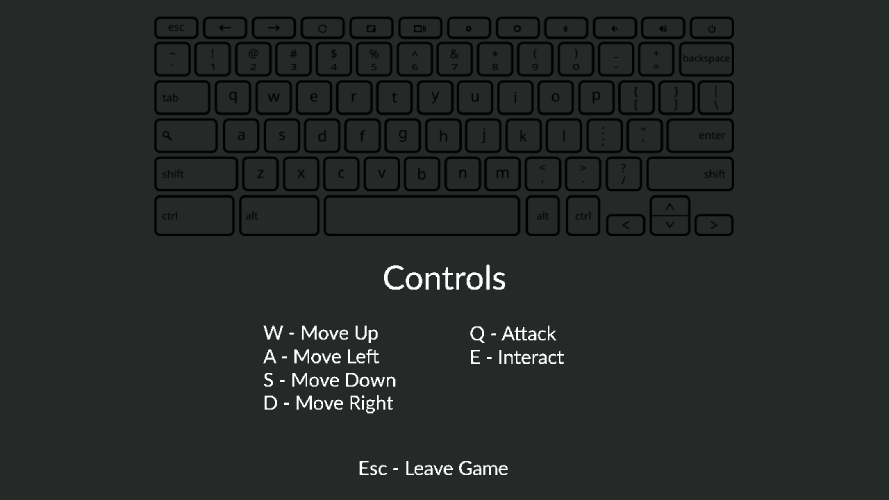 esc
~ ! @ # $ % ^ & * ( ) _ + backspace
` 1 2 3 4 5 6 7 8 9 0 - =
tab q w e r t y u i o p { } |
[ ] \
a s d f g h j k l : " enter
; '
shift z x c v b n m < > ? shift
, . /
ctrl alt alt ctrl
Controls
W - Move Up
A - Move Left
S - Move Down
D - Move Right
Q - Attack
E - Interact
Esc - Leave Game